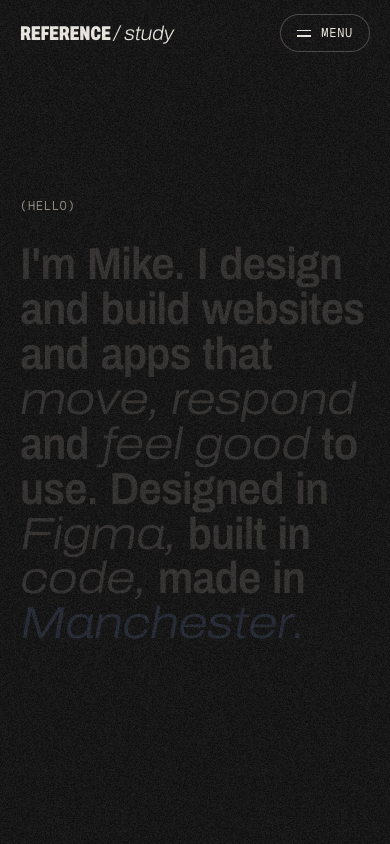 REFERENCE/ study
MENU
(HELLO)
I'm Mike. I design
and build websites
and apps that
move, respond
and feel good to
use. Designed in
Figma, built in
code, made in
Manchester.